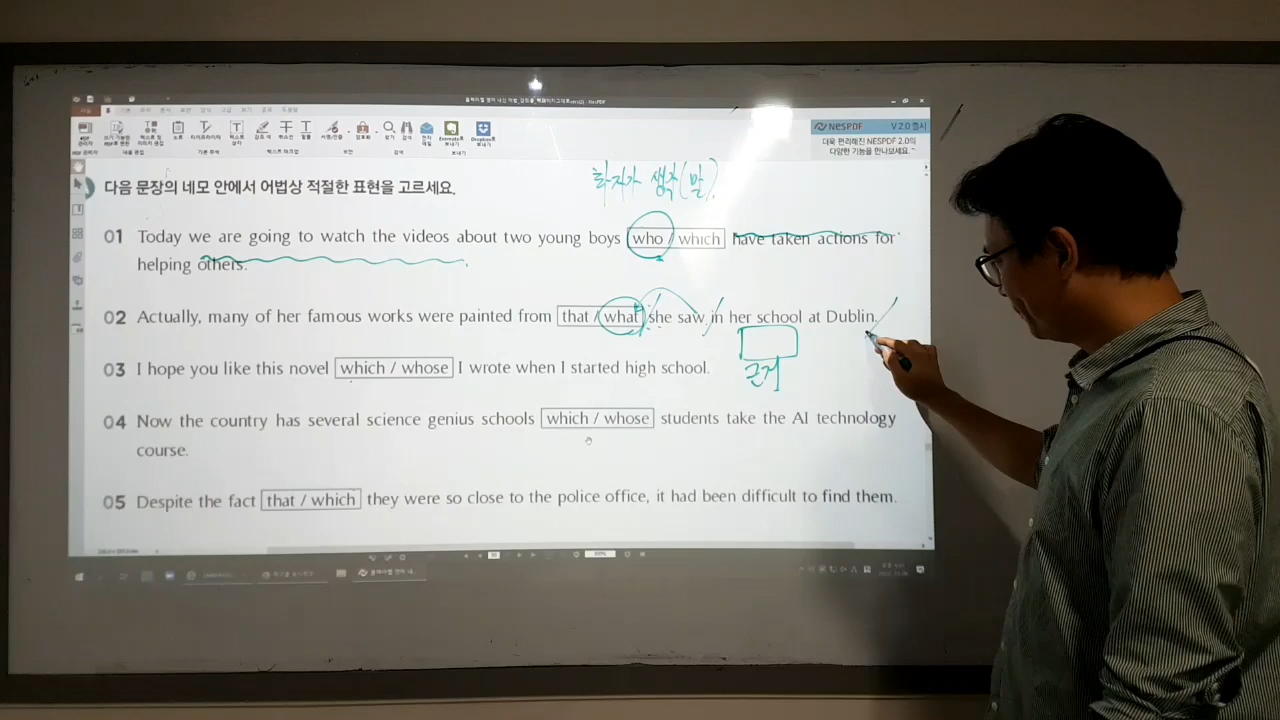 NESPDF V 2.0 출시
더욱 편리해진 NESPDF 2.0의
다양한 기능을 만나보세요.~
화자가 생각(말)
다음 문장의 네모 안에서 어법상 적절한 표현을 고르세요.
01 Today we are going to watch the videos about two young boys who / which have taken actions for
helping others.
02 Actually, many of her famous works were painted from that / what she saw in her school at Dublin.
근거
03 I hope you like this novel which / whose I wrote when I started high school.
04 Now the country has several science genius schools which / whose students take the AI technology
course.
05 Despite the fact that / which they were so close to the police office, it had been difficult to find them.